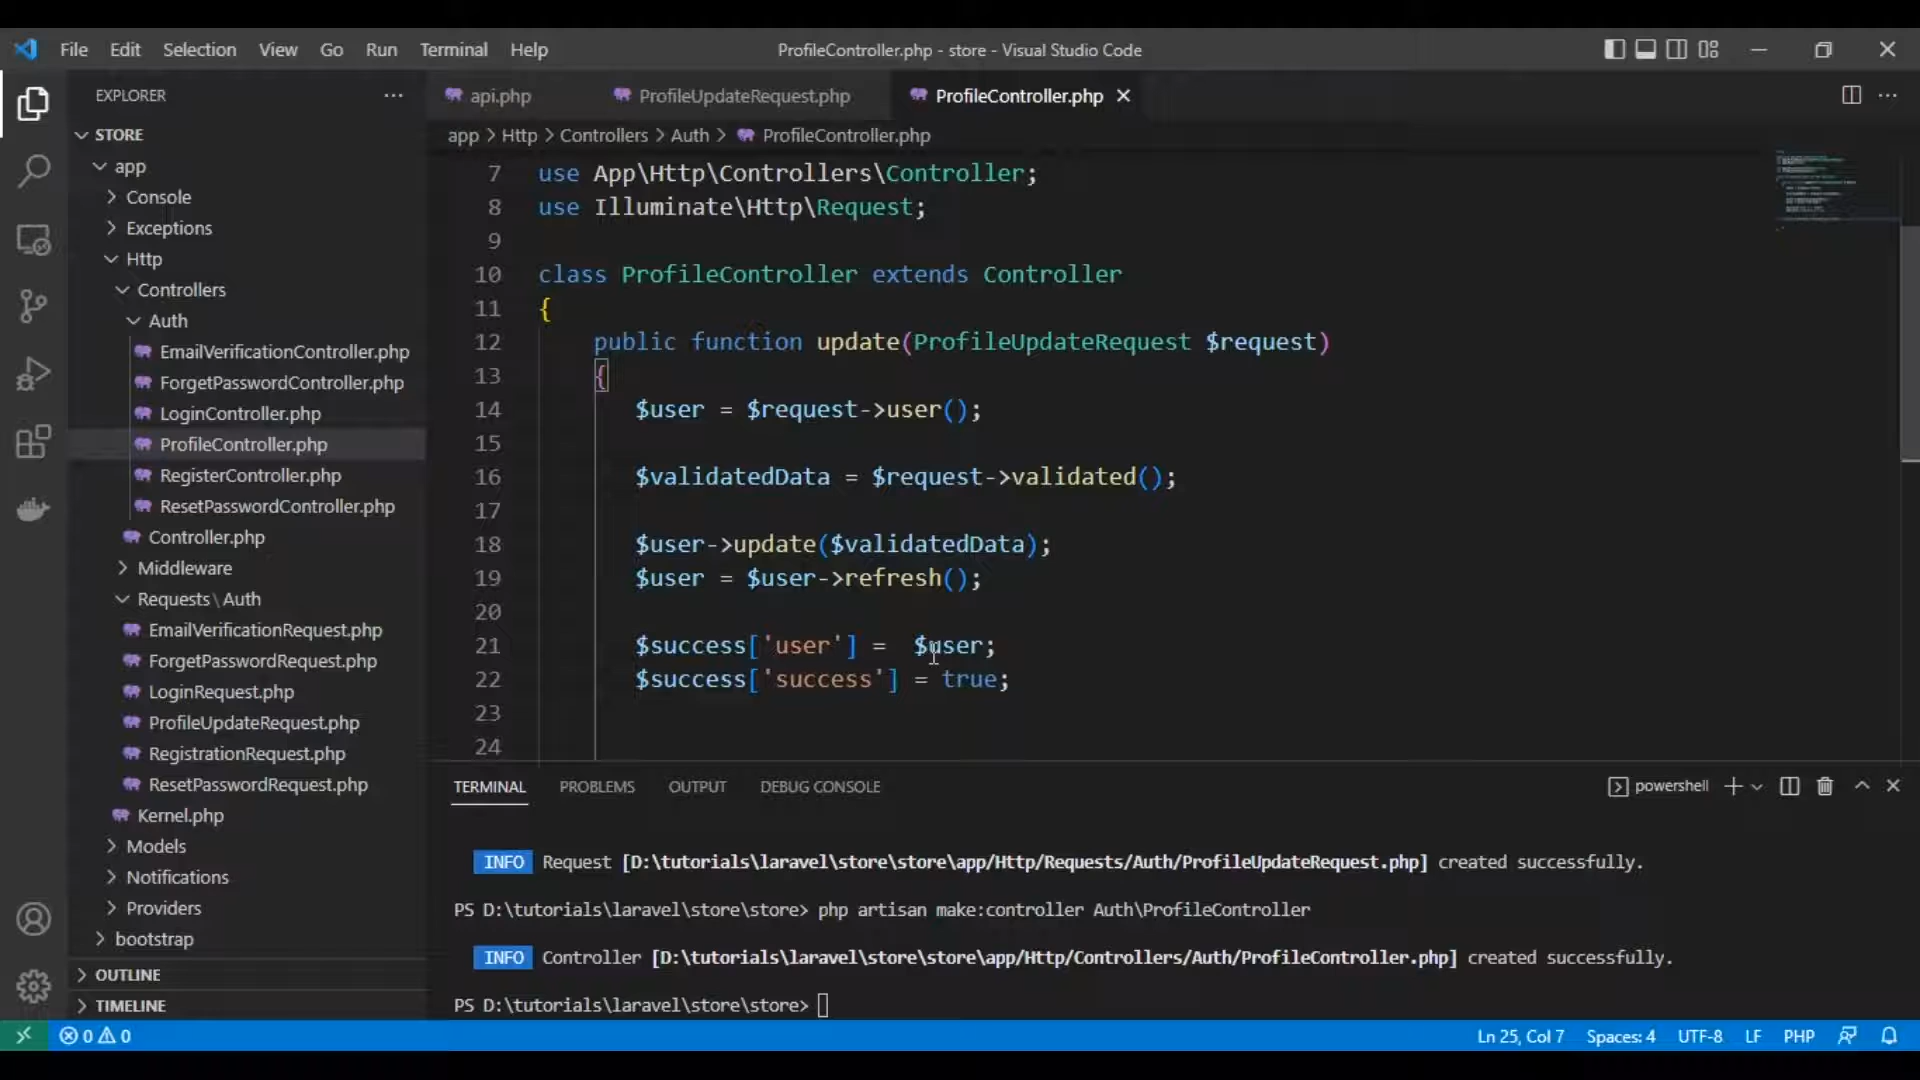 File Edit Selection View Go Run Terminal Help
ProfileController.php - store - Visual Studio Code
EXPLORER
STORE
app
Console
Exceptions
Http
Controllers
Auth
EmailVerificationController.php
ForgetPasswordController.php
LoginController.php
ProfileController.php
RegisterController.php
ResetPasswordController.php
Controller.php
Middleware
Requests\Auth
EmailVerificationRequest.php
ForgetPasswordRequest.php
LoginRequest.php
ProfileUpdateRequest.php
RegistrationRequest.php
ResetPasswordRequest.php
Kernel.php
Models
Notifications
Providers
bootstrap
OUTLINE
TIMELINE
api.php ProfileUpdateRequest.php ProfileController.php
app > Http > Controllers > Auth > ProfileController.php
7 use App\Http\Controllers\Controller;
8 use Illuminate\Http\Request;
9
10 class ProfileController extends Controller
11 {
12 public function update(ProfileUpdateRequest $request)
13 {
14 $user = $request->user();
15
16 $validatedData = $request->validated();
17
18 $user->update($validatedData);
19 $user = $user->refresh();
20
21 $success['user'] =  $user;
22 $success['success'] = true;
23
24
TERMINAL PROBLEMS OUTPUT DEBUG CONSOLE
powershell
INFO Request [D:\tutorials\laravel\store\store\app/Http/Requests/Auth/ProfileUpdateRequest.php] created successfully.
PS D:\tutorials\laravel\store\store> php artisan make:controller Auth\ProfileController
INFO Controller [D:\tutorials\laravel\store\store\app/Http/Controllers/Auth/ProfileController.php] created successfully.
PS D:\tutorials\laravel\store\store>
0 0
Ln 25, Col 7 Spaces: 4 UTF-8 LF PHP